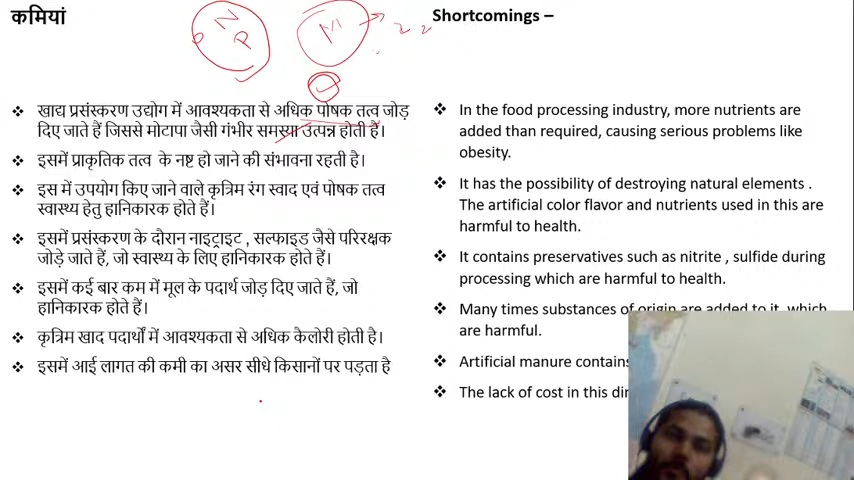 कमियां
O N P
M
❖ खाद्य प्रसंस्करण उद्योग में आवश्यकता से अधिक पोषक तत्व जोड़
दिए जाते हैं जिससे मोटापा जैसी गंभीर समस्या उत्पन्न होती है।
❖ इसमें प्राकृतिक तत्व के नष्ट हो जाने की संभावना रहती है।
❖ इस में उपयोग किए जाने वाले कृत्रिम रंग स्वाद एवं पोषक तत्व
स्वास्थ्य हेतु हानिकारक होते हैं।
❖ इसमें प्रसंस्करण के दौरान नाइट्राइट , सल्फाइड जैसे परिरक्षक
जोड़े जाते हैं, जो स्वास्थ्य के लिए हानिकारक होते हैं।
❖ इसमें कई बार कम में मूल के पदार्थ जोड़ दिए जाते हैं, जो
हानिकारक होते हैं।
❖ कृत्रिम खाद पदार्थों में आवश्यकता से अधिक कैलोरी होती है।
❖ इसमें आई लागत की कमी का असर सीधे किसानों पर पड़ता है
Shortcomings –
❖ In the food processing industry, more nutrients are
added than required, causing serious problems like
obesity.
❖ It has the possibility of destroying natural elements .
The artificial color flavor and nutrients used in this are
harmful to health.
❖ It contains preservatives such as nitrite , sulfide during
processing which are harmful to health.
❖ Many times substances of origin are added to it, which
are harmful.
❖ Artificial manure contains
❖ The lack of cost in this